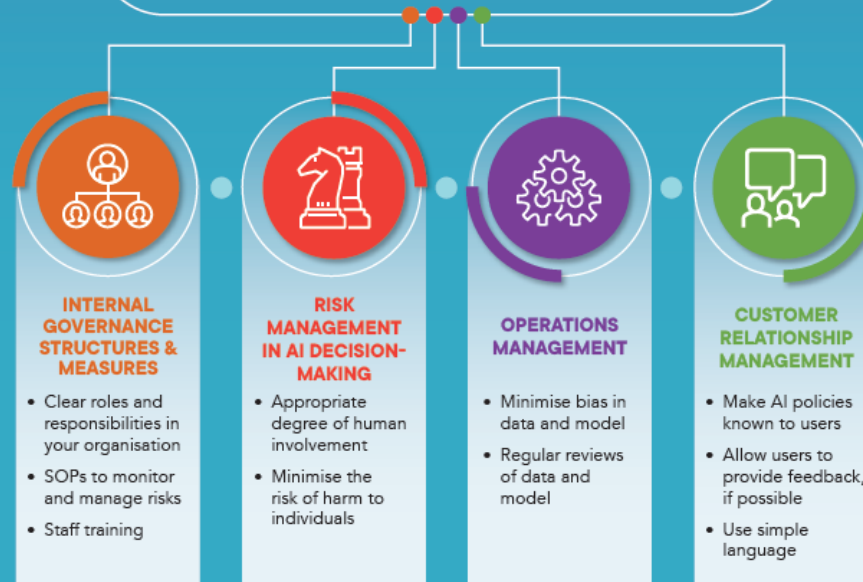 INTERNAL
GOVERNANCE
STRUCTURES &
MEASURES
• Clear roles and
responsibilities in
your organisation
• SOPs to monitor
and manage risks
• Staff training
RISK
MANAGEMENT
IN AI DECISION-
MAKING
• Appropriate
degree of human
involvement
• Minimise the
risk of harm to
individuals
OPERATIONS
MANAGEMENT
• Minimise bias in
data and model
• Regular reviews
of data and
model
CUSTOMER
RELATIONSHIP
MANAGEMENT
• Make AI policies
known to users
• Allow users to
provide feedback,
if possible
• Use simple
language